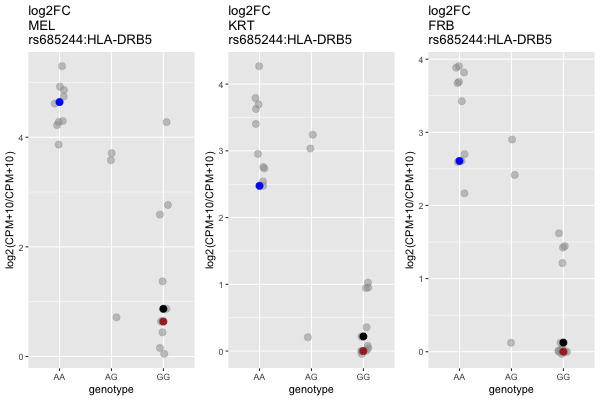 log2FC
MEL
rs685244:HLA-DRB5
log2(CPM+10/CPM+10)
4
2
0
AA
AG
GG
genotype
log2FC
KRT
rs685244:HLA-DRB5
log2(CPM+10/CPM+10)
4
3
2
1
0
AA
AG
GG
genotype
log2FC
FRB
rs685244:HLA-DRB5
log2(CPM+10/CPM+10)
4
3
2
1
0
AA
AG
GG
genotype